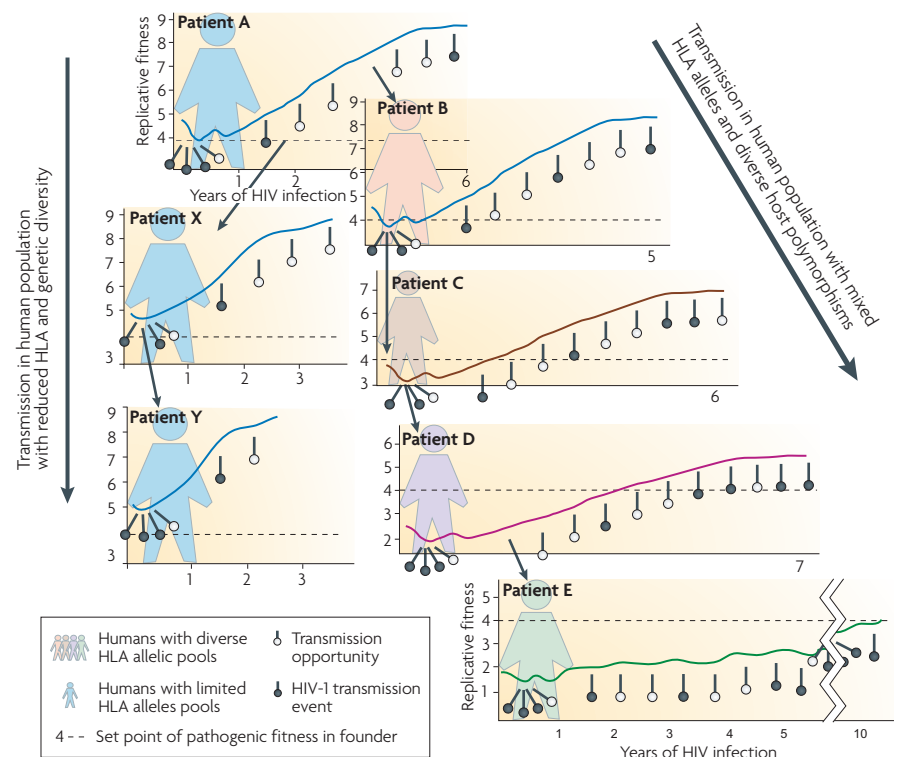 Patient A
Replicative fitness
9
8
7
6
5
4
1
2
6
Years of HIV infection
Transmission in human population
with reduced HLA and genetic diversity
Transmission in human population with mixed
HLA alleles and diverse host polymorphisms
Patient B
9
8
7
6
5
4
5
Patient X
9
8
7
6
5
3
1
2
3
Patient C
7
6
5
4
3
6
Patient Y
9
8
7
6
5
3
1
2
3
Patient D
6
5
4
3
2
7
Patient E
Replicative fitness
5
4
3
2
1
1
2
3
4
5
10
Years of HIV infection
Humans with diverse
HLA allelic pools
Transmission
opportunity
Humans with limited
HLA alleles pools
HIV-1 transmission
event
4 - - Set point of pathogenic fitness in founder